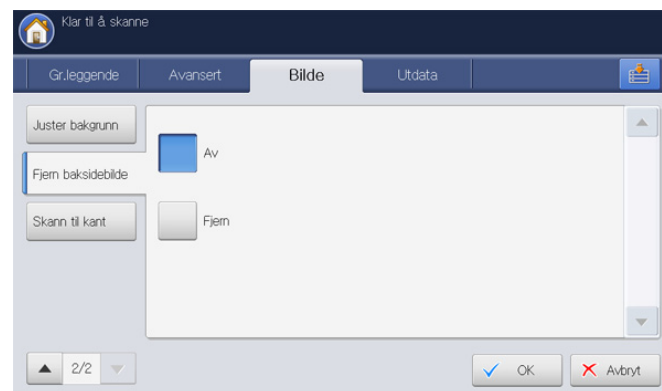 Klar til å skanne
Gr.leggende
Avansert
Bilde
Utdata
Juster bakgrunn
Fjern baksidebilde
Skann til kant
Av
Fjern
2/2
OK
Avbryt